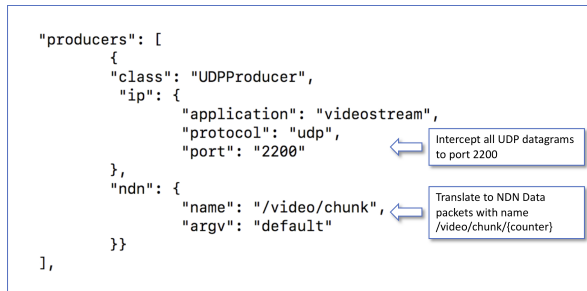 "producers": [
{
"class": "UDPProducer",
"ip": {
"application": "videostream",
"protocol": "udp",
"port": "2200"
Intercept all UDP datagrams
to port 2200
},
"ndn": {
"name": "/video/chunk",
"argv": "default"
Translate to NDN Data
packets with name
/video/chunk/{counter}
}}
],